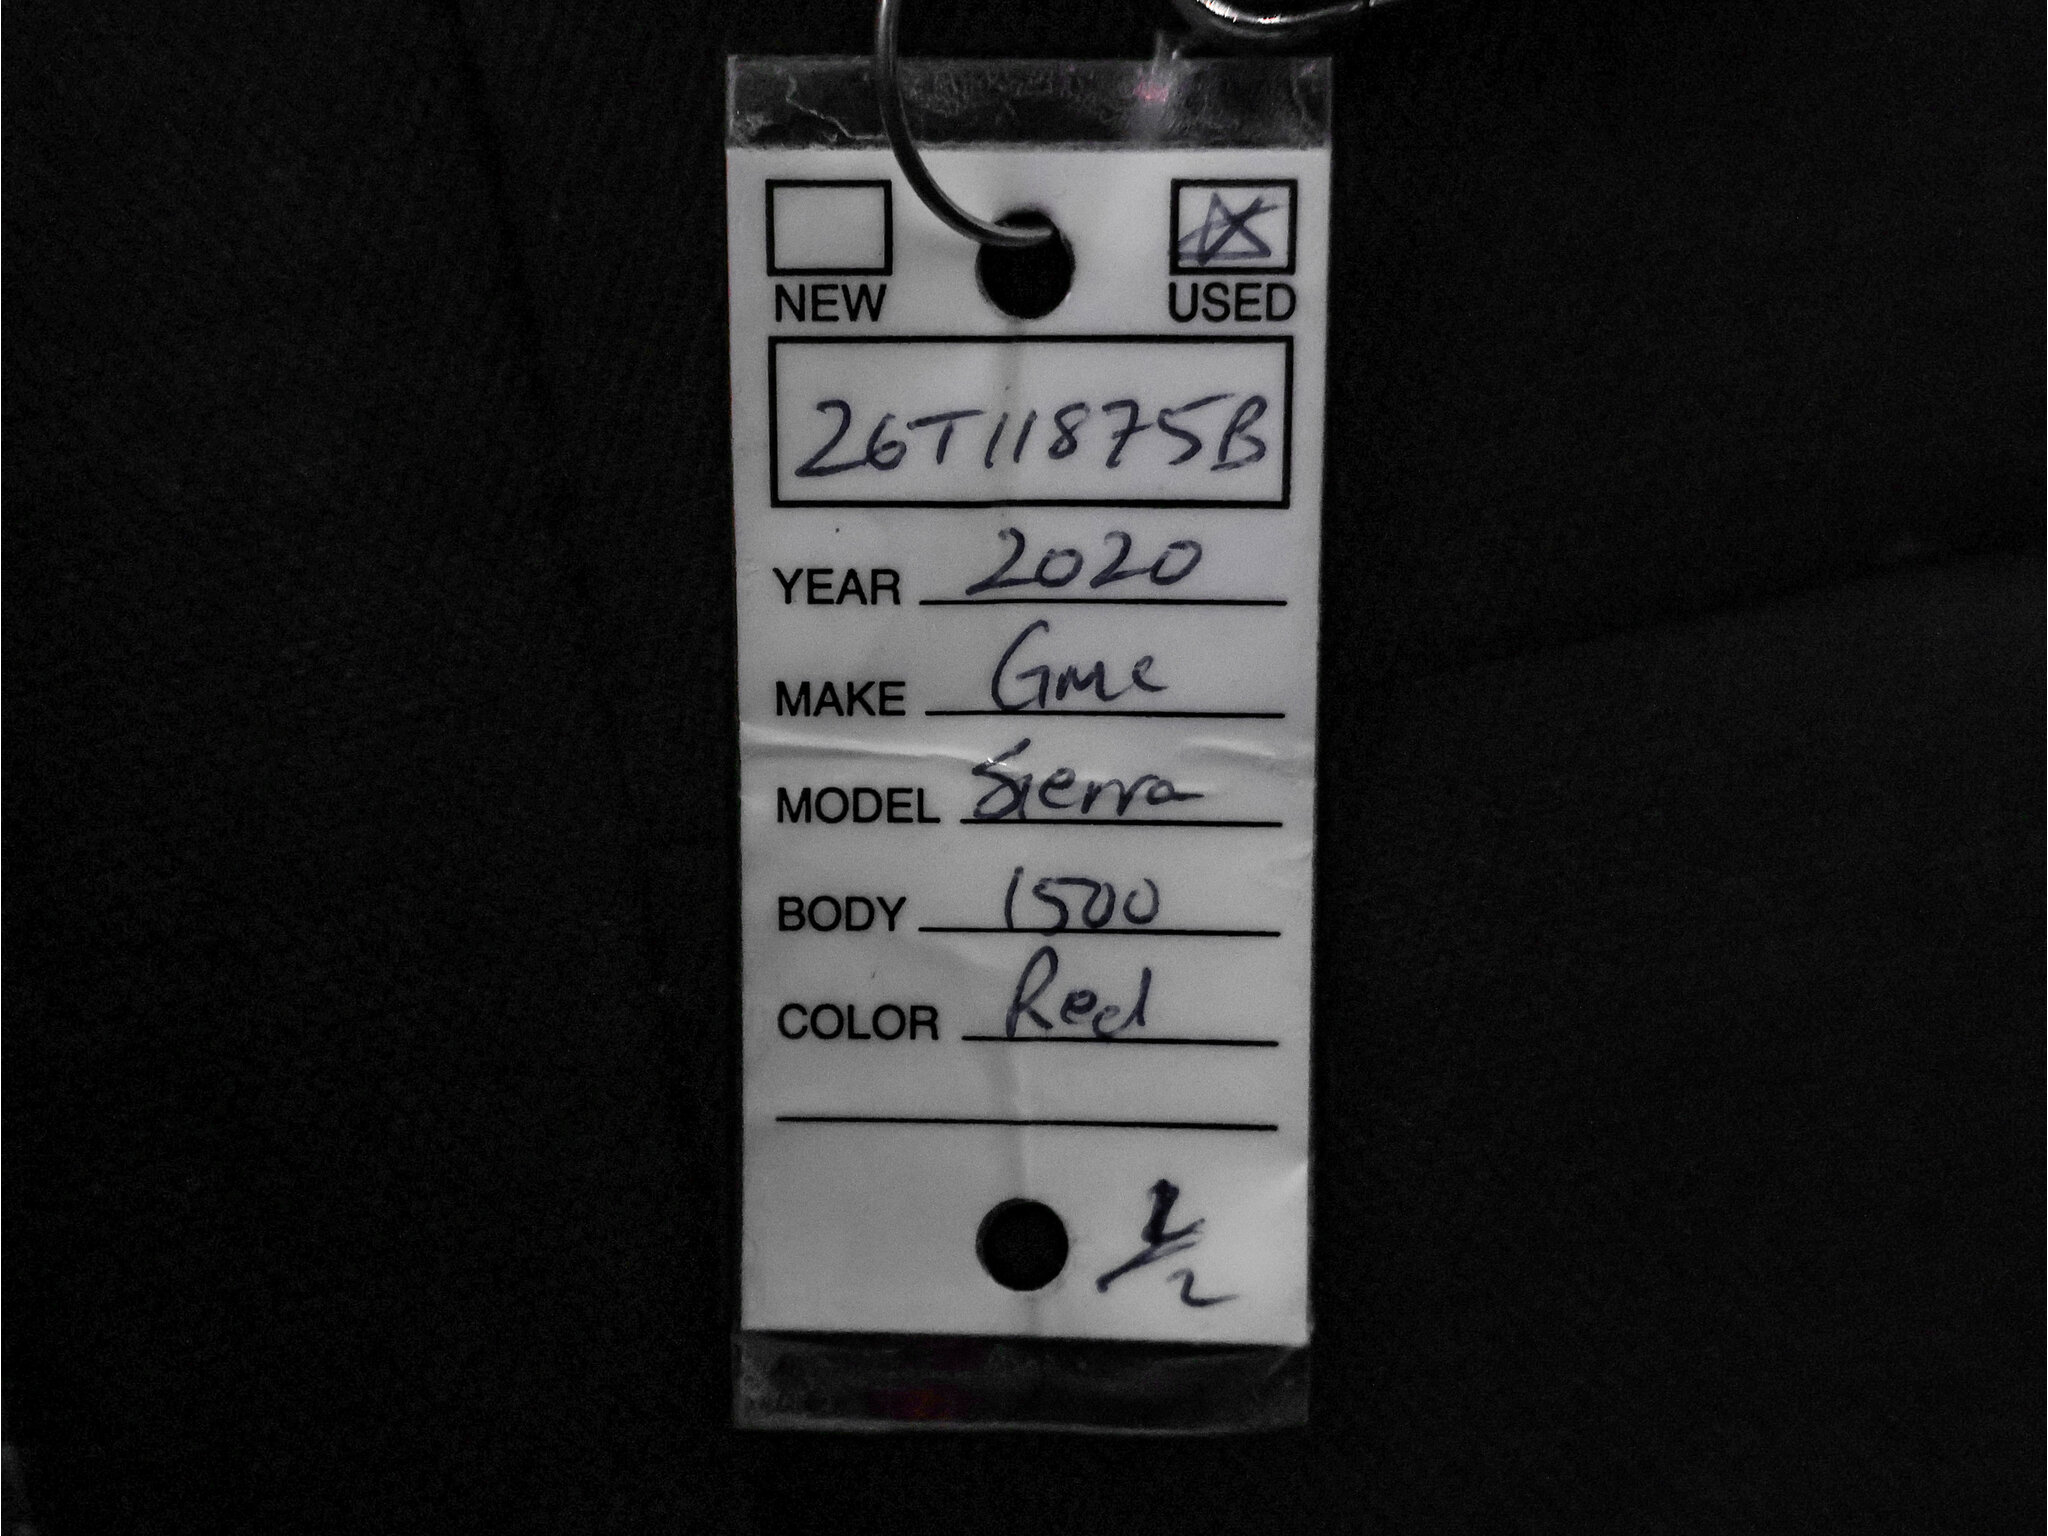 NEW USED
26T11875B
YEAR 2020
MAKE Gmc
MODEL Sierra
BODY 1500
COLOR Red
1/2